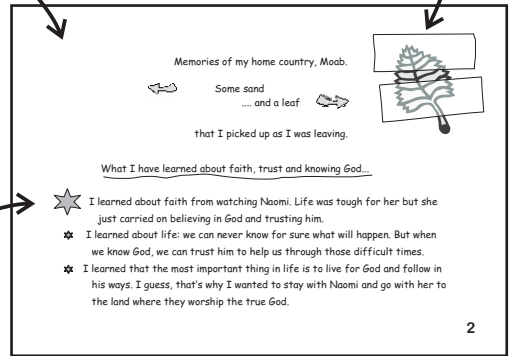 Memories of my home country, Moab.
Some sand
.... and a leaf
that I picked up as I was leaving.
What I have learned about faith, trust and knowing God...
I learned about faith from watching Naomi. Life was tough for her but she
just carried on believing in God and trusting him.
I learned about life: we can never know for sure what will happen. But when
we know God, we can trust him to help us through those difficult times.
I learned that the most important thing in life is to live for God and follow in
his ways. I guess, that's why I wanted to stay with Naomi and go with her to
the land where they worship the true God.
2